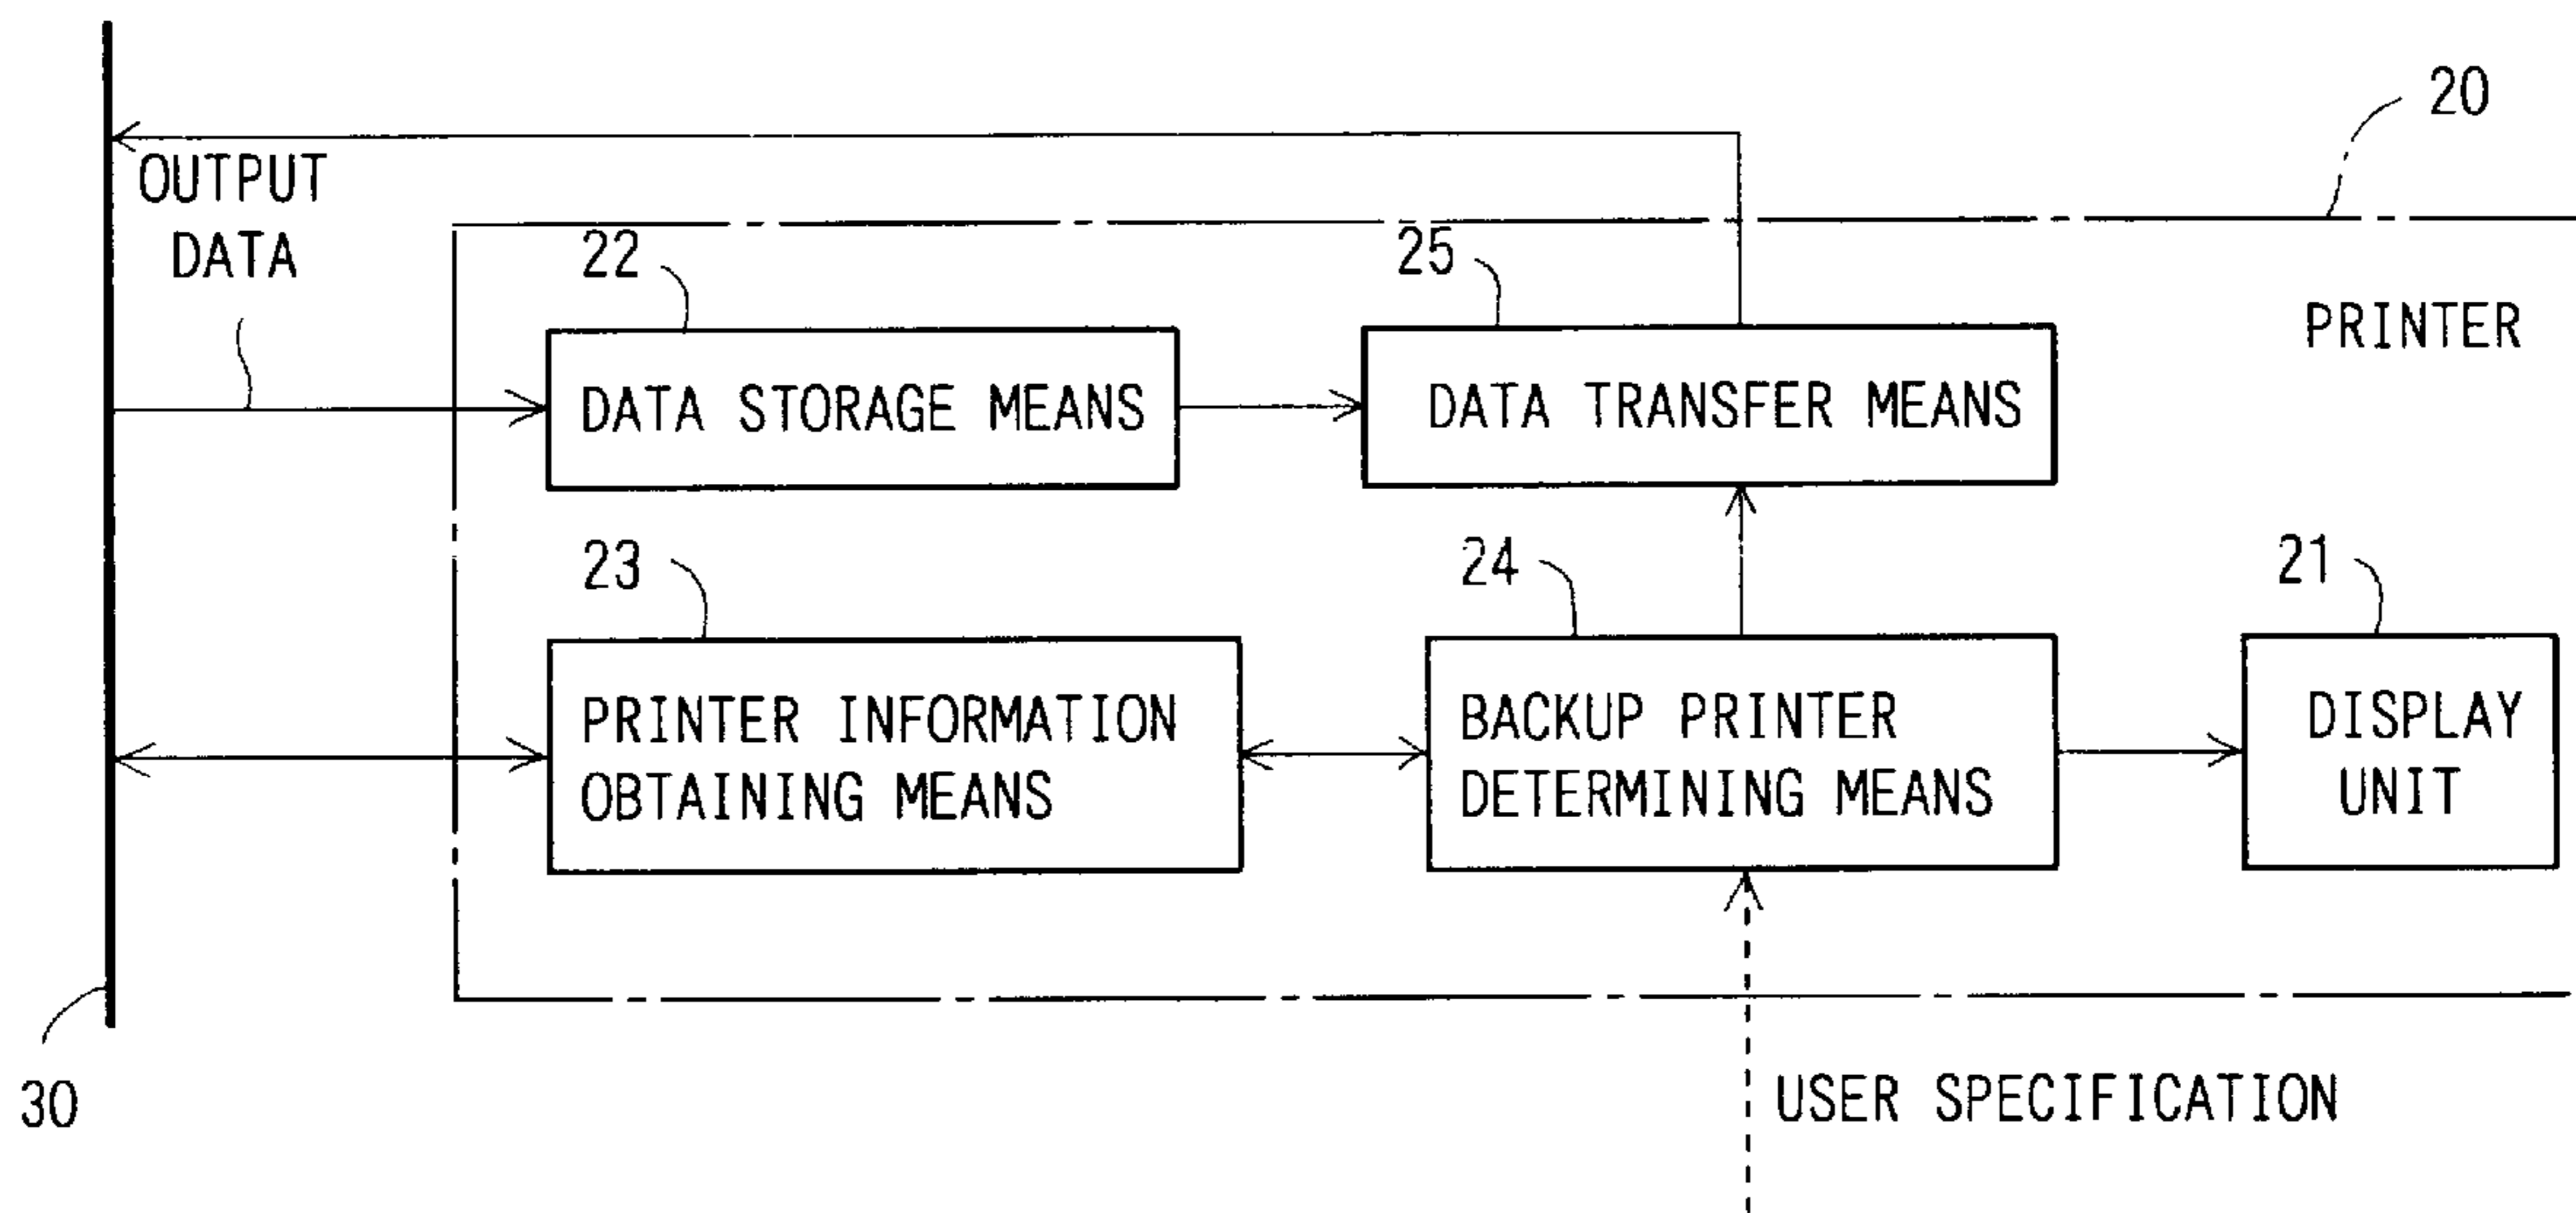 20
OUTPUT
DATA
22
25
PRINTER
DATA STORAGE MEANS
DATA TRANSFER MEANS
23
24
21
PRINTER INFORMATION
OBTAINING MEANS
BACKUP PRINTER
DETERMINING MEANS
DISPLAY
UNIT
30
USER SPECIFICATION